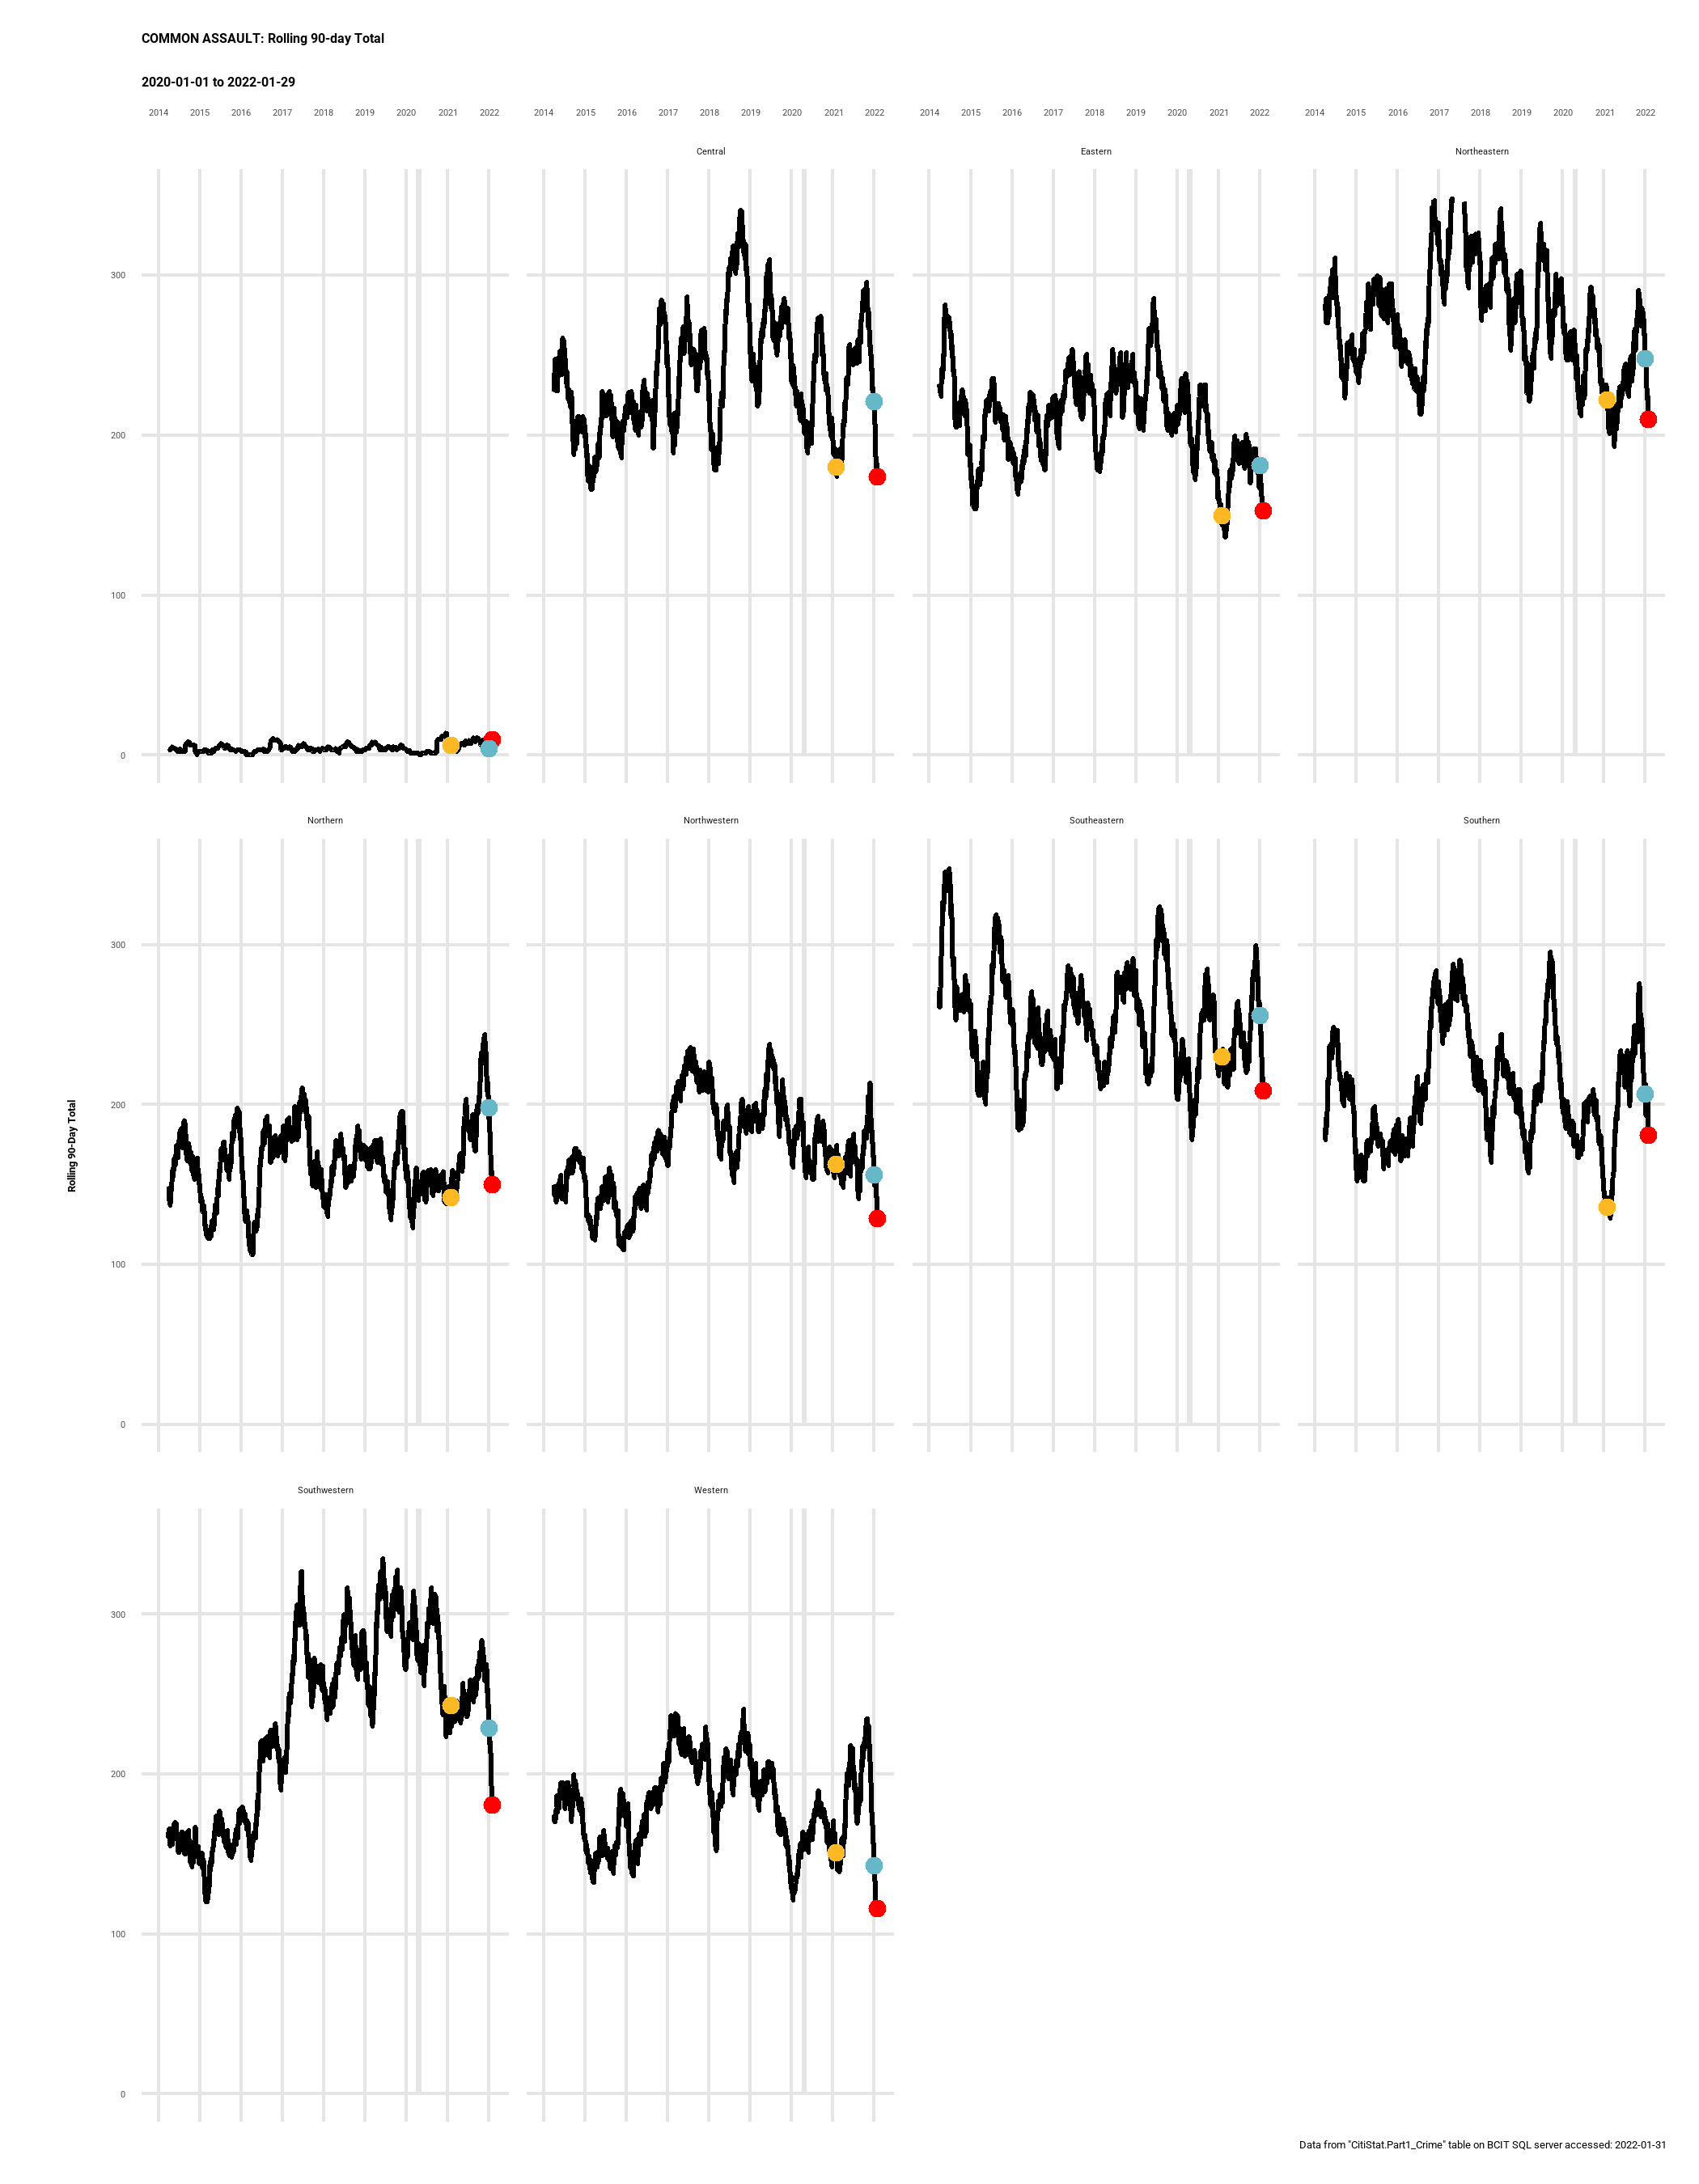 COMMON ASSAULT: Rolling 90-day Total
2020-01-01 to 2022-01-29
2014 2015 2016 2017 2018 2019 2020 2021 2022 2014 2015 2016 2017 2018 2019 2020 2021 2022 2014 2015 2016 2017 2018 2019 2020 2021 2022 2014 2015 2016 2017 2018 2019 2020 2021 2022
Central Eastern Northeastern
300
200
100
0
Northern Northwestern Southeastern Southern
300
200
100
0
Rolling 90-Day Total
Southwestern Western
300
200
100
0
Data from "CitiStat.Part1_Crime" table on BCIT SQL server accessed: 2022-01-31